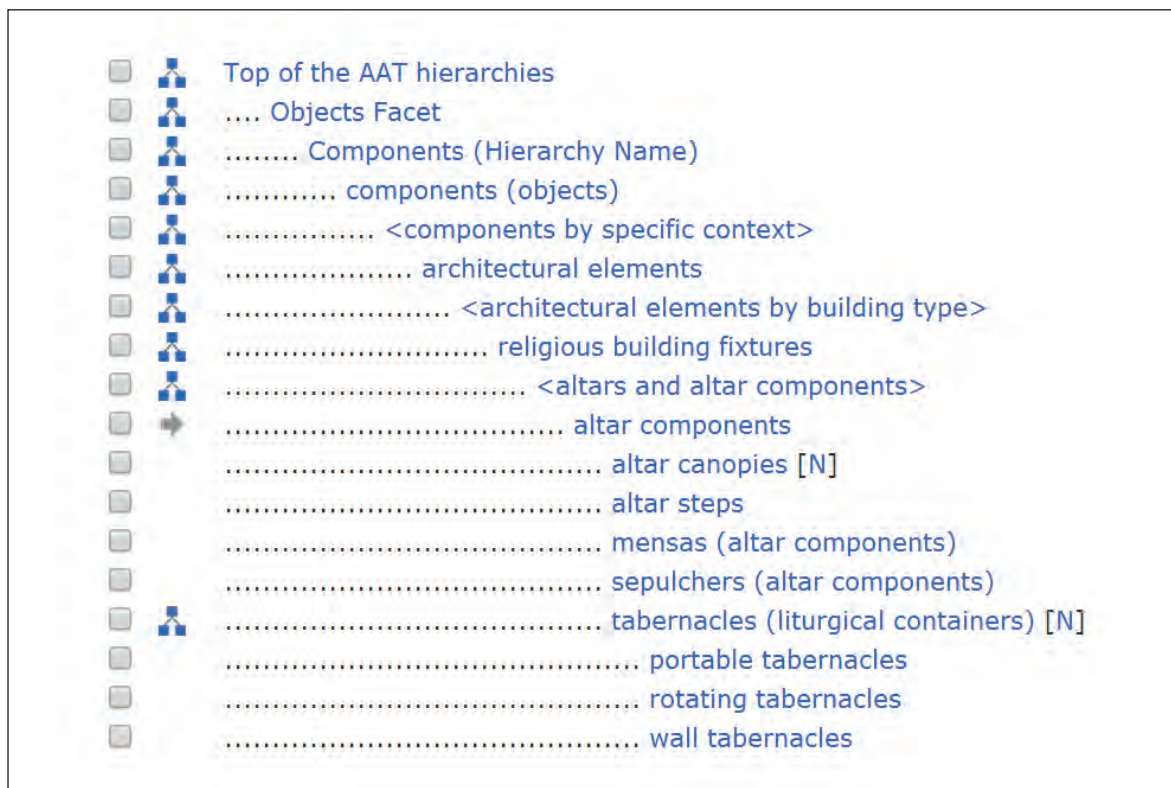 Top of the AAT hierarchies
.... Objects Facet
........ Components (Hierarchy Name)
............ components (objects)
................ <components by specific context>
.................... architectural elements
........................ <architectural elements by building type>
............................ religious building fixtures
................................ <altars and altar components>
.................................... altar components
........................................ altar canopies [N]
........................................ altar steps
........................................ mensas (altar components)
........................................ sepulchers (altar components)
........................................ tabernacles (liturgical containers) [N]
............................................ portable tabernacles
............................................ rotating tabernacles
............................................ wall tabernacles